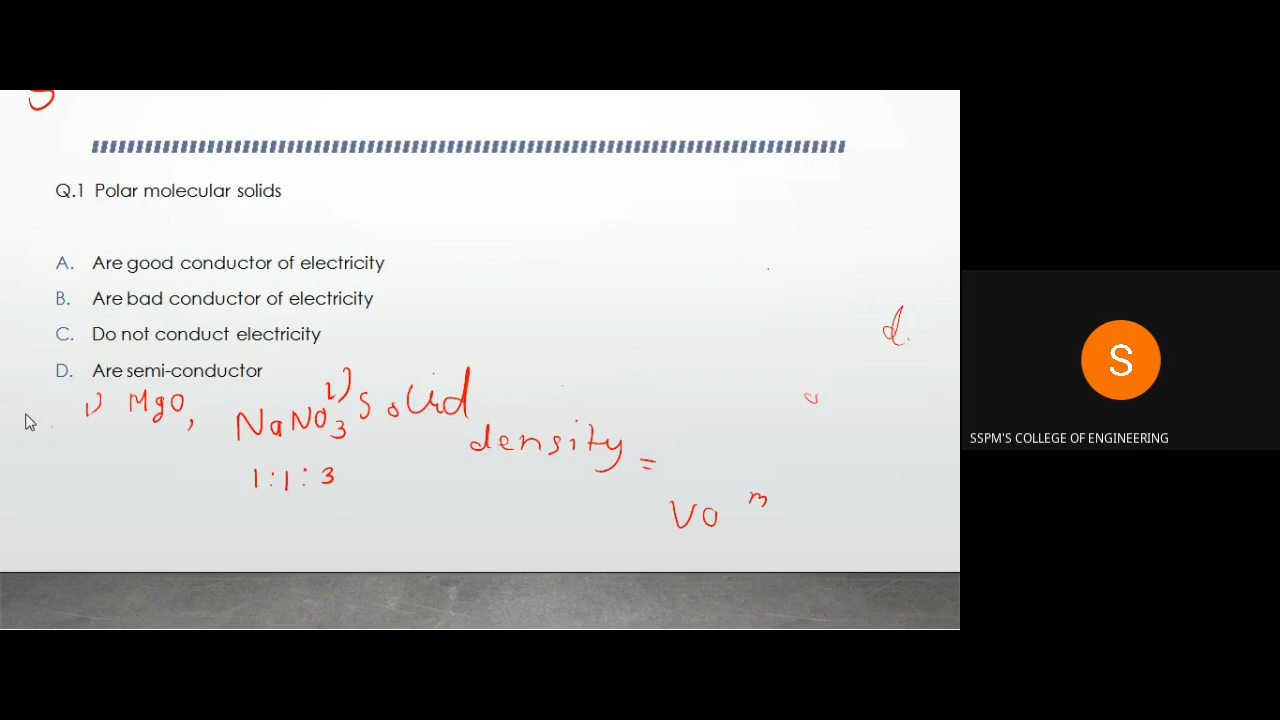 Q.1 Polar molecular solids
A. Are good conductor of electricity
B. Are bad conductor of electricity
C. Do not conduct electricity
D. Are semi-conductor
1) MgO, NaNO3 solid
density =
1:1:3
Vo m
d.
S
SSPM'S COLLEGE OF ENGINEERING